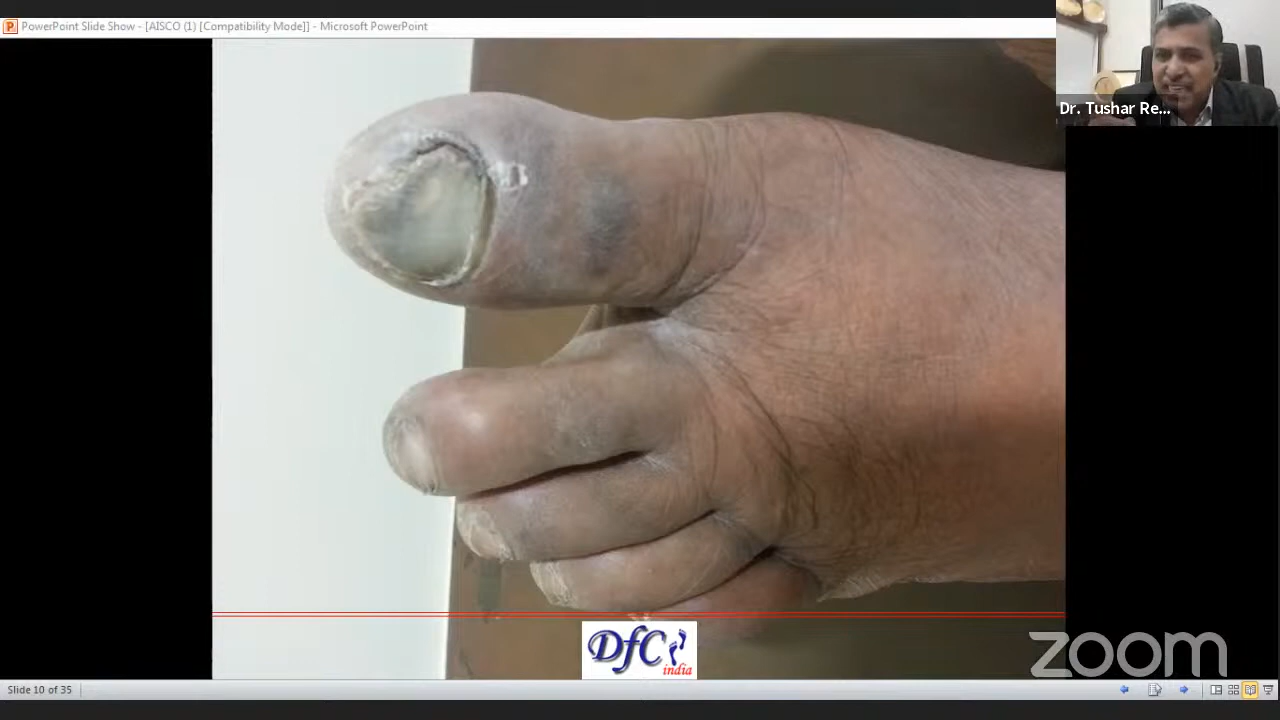 PowerPoint Slide Show - [AISCO (1) [Compatibility Mode]] - Microsoft PowerPoint
Dr. Tushar Re...
DfC
india
zoom
Slide 10 of 35